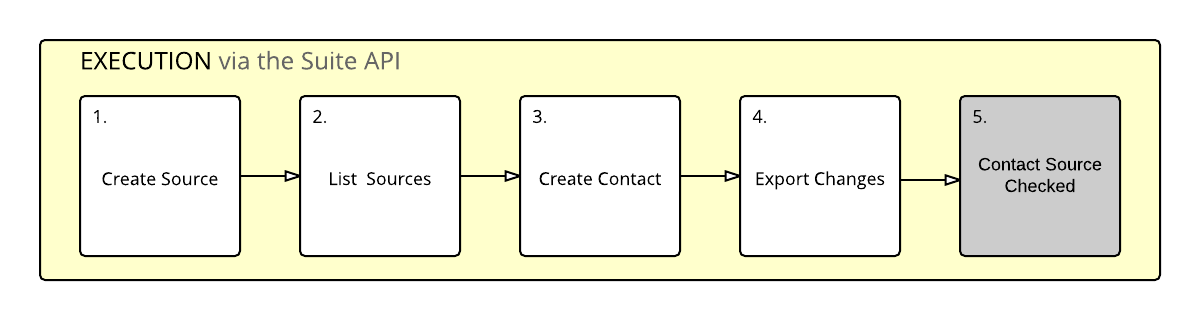 EXECUTION via the Suite API
1.
Create Source
2.
List  Sources
3.
Create Contact
4.
Export Changes
5.
Contact Source
Checked